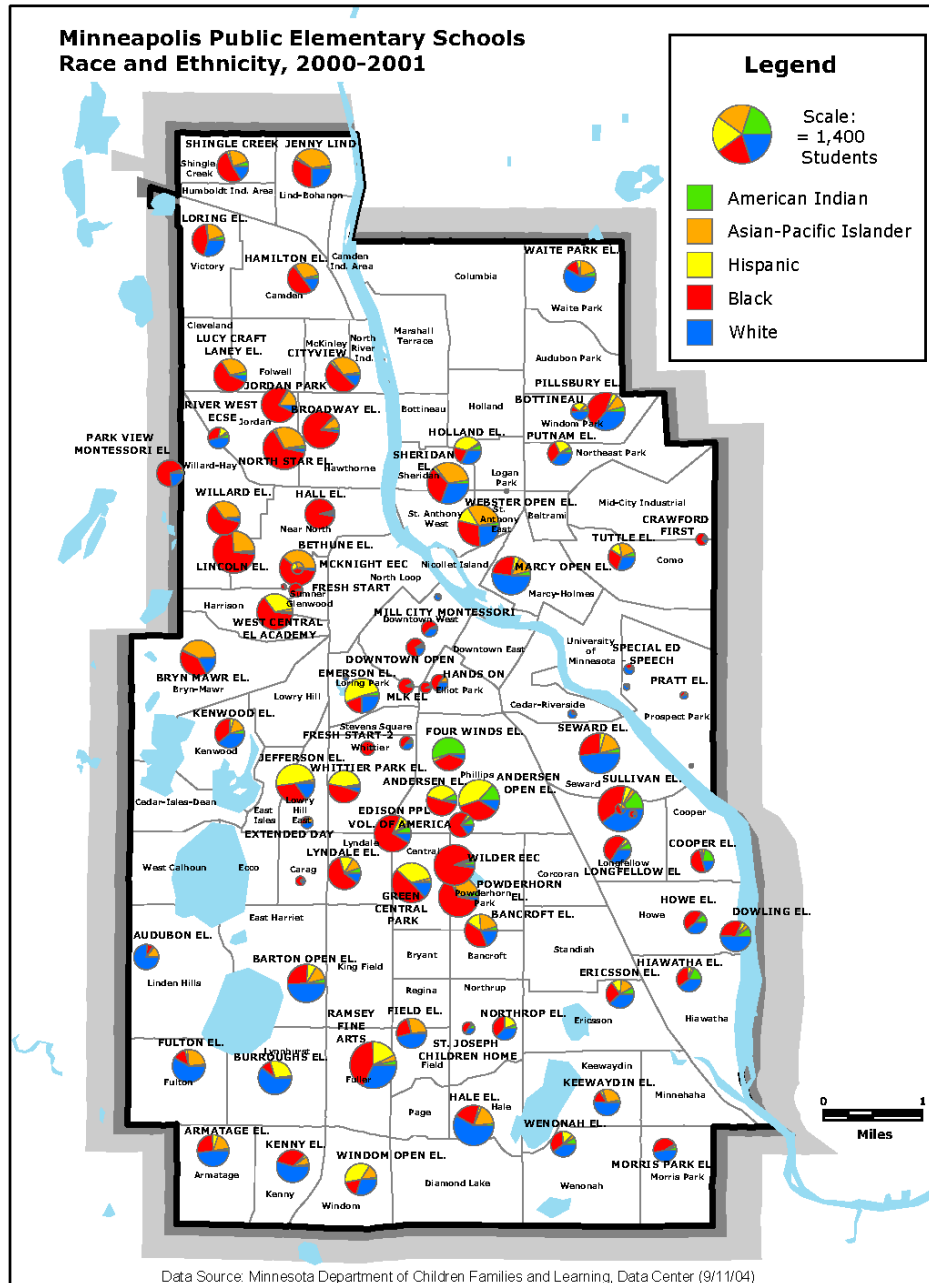 Minneapolis Public Elementary Schools
Race and Ethnicity, 2000-2001
Legend
Scale:
= 1,400
Students
American Indian
Asian-Pacific Islander
Hispanic
Black
White
SHINGLE CREEK
JENNY LIND
Shingle
Creek
Humboldt Ind. Area
Lind-Bohanon
LORING EL.
Victory
HAMILTON EL.
Camden
Camden
Ind. Area
Columbia
WAITE PARK EL.
Waite Park
Cleveland
LUCY CRAFT
LANEY EL.
Folwell
McKinley
CITYVIEW
North
River
Ind.
Marshall
Terrace
Audubon Park
JORDAN PARK
RIVER WEST
ECSE
Jordan
BROADWAY EL.
Bottineau
Holland
PILLSBURY EL.
BOTTINEAU
Windom Park
PARK VIEW
MONTESSORI EL
Willard-Hay
NORTH STAR EL.
Hawthorne
HOLLAND EL.
PUTNAM EL.
Northeast Park
SHERIDAN
EL.
Sheridan
Logan
Park
Mid-City Industrial
WILLARD EL.
HALL EL.
Near North
St. Anthony
West
WEBSTER OPEN EL.
St.
Anthony
East
Beltrami
CRAWFORD
FIRST
TUTTLE EL.
Como
BETHUNE EL.
LINCOLN EL.
MCKNIGHT EEC
North Loop
Nicollet Island
MARCY OPEN EL.
Marcy-Holmes
FRESH START
Sumner
Glenwood
Harrison
WEST CENTRAL
EL ACADEMY
MILL CITY MONTESSORI
Downtown West
DOWNTOWN OPEN
Downtown East
University
of
Minnesota
SPECIAL ED
SPEECH
PRATT EL.
Prospect Park
BRYN MAWR EL.
Bryn-Mawr
Lowry Hill
EMERSON EL.
Loring Park
HANDS ON
MLK EL
Elliot Park
Cedar-Riverside
KENWOOD EL.
Kenwood
Stevens Square
FRESH START-2
Whittier
FOUR WINDS EL.
SEWARD EL.
Seward
JEFFERSON EL.
WHITTIER PARK EL.
Phillips
ANDERSEN EL.
ANDERSEN
OPEN EL.
SULLIVAN EL.
Cedar-Isles-Dean
East
Isles
Lowry
Hill
East
EXTENDED DAY
EDISON PPL
VOL. OF AMERICA
Lyndale
Central
Cooper
COOPER EL.
Longfellow
LONGFELLOW EL
West Calhoun
Ecco
Carag
LYNDALE EL.
WILDER EEC
Corcoran
GREEN
CENTRAL
PARK
POWDERHORN
EL.
Powderhorn
Park
HOWE EL.
Howe
DOWLING EL.
East Harriet
BANCROFT EL.
Bancroft
AUDUBON EL.
Linden Hills
BARTON OPEN EL.
King Field
Bryant
Standish
HIAWATHA EL.
Hiawatha
ERICSSON EL.
Ericsson
Regina
Northrup
RAMSEY
FINE
ARTS
Fuller
FIELD EL.
NORTHROP EL.
ST. JOSEPH
CHILDREN HOME
Field
FULTON EL.
Fulton
Lynnhurst
BURROUGHS EL.
Keewaydin
KEEWAYDIN EL.
Minnehaha
Page
HALE EL.
Hale
WENONAH EL.
Wenonah
ARMATAGE EL.
Armatage
KENNY EL.
Kenny
WINDOM OPEN EL.
Windom
Diamond Lake
MORRIS PARK EL.
Morris Park
0
1
Miles
Data Source: Minnesota Department of Children Families and Learning, Data Center (9/11/04)